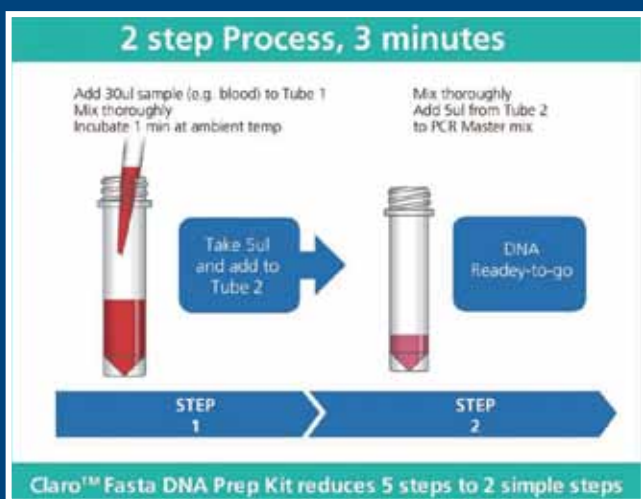 2 step Process, 3 minutes
Add 30ul sample (e.g. blood) to Tube 1
Mix thoroughly
Incubate 1 min at ambient temp
Mix thoroughly
Add 5ul from Tube 2
to PCR Master mix
Take 5ul
and add to
Tube 2
DNA
Readey-to-go
STEP
1
STEP
2
Claro™ Fasta DNA Prep Kit reduces 5 steps to 2 simple steps